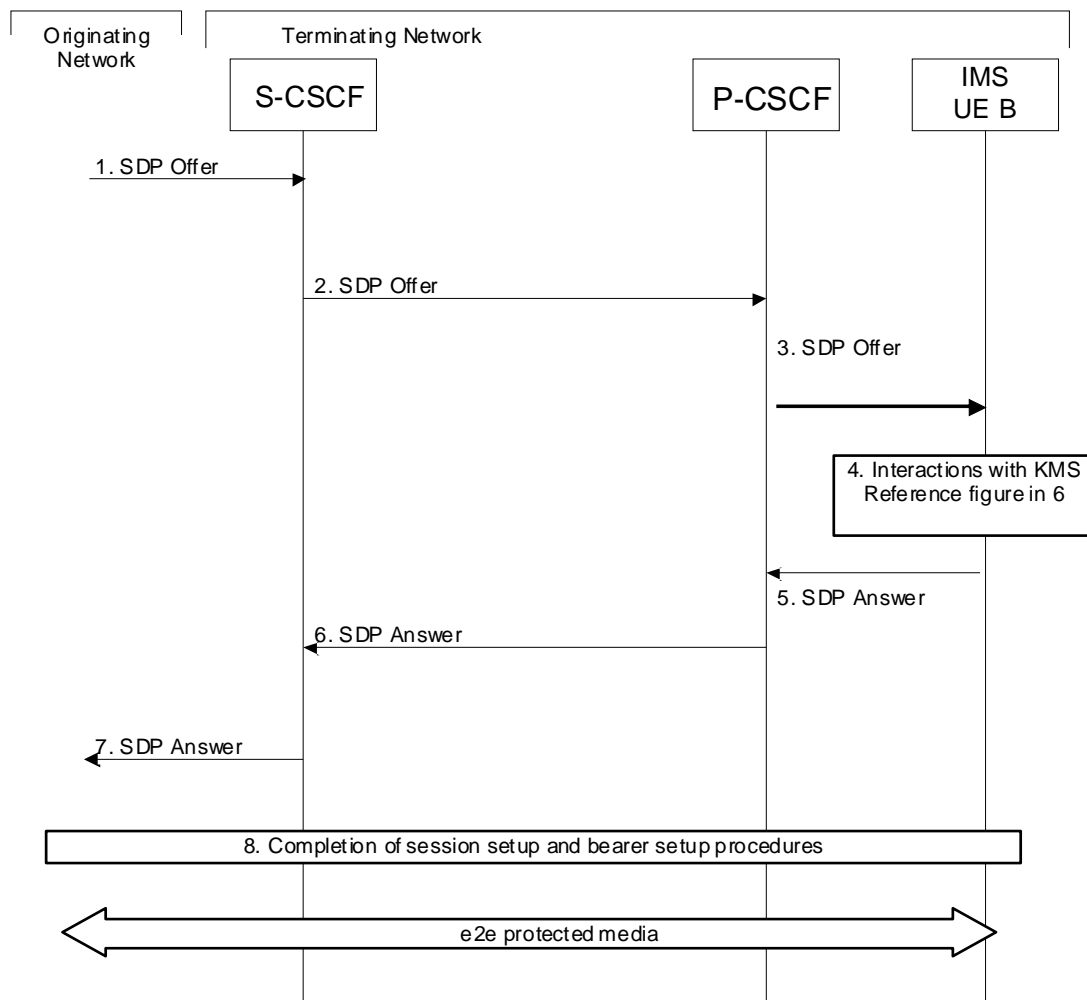 Originating
Network
Terminating Network
S-CSCF
P-CSCF
IMS
UE B
1. SDP Offer
2. SDP Offer
3. SDP Offer
4. Interactions with KMS
Reference figure in 6
5. SDP Answer
6. SDP Answer
7. SDP Answer
8. Completion of session setup and bearer setup procedures
e2e protected media